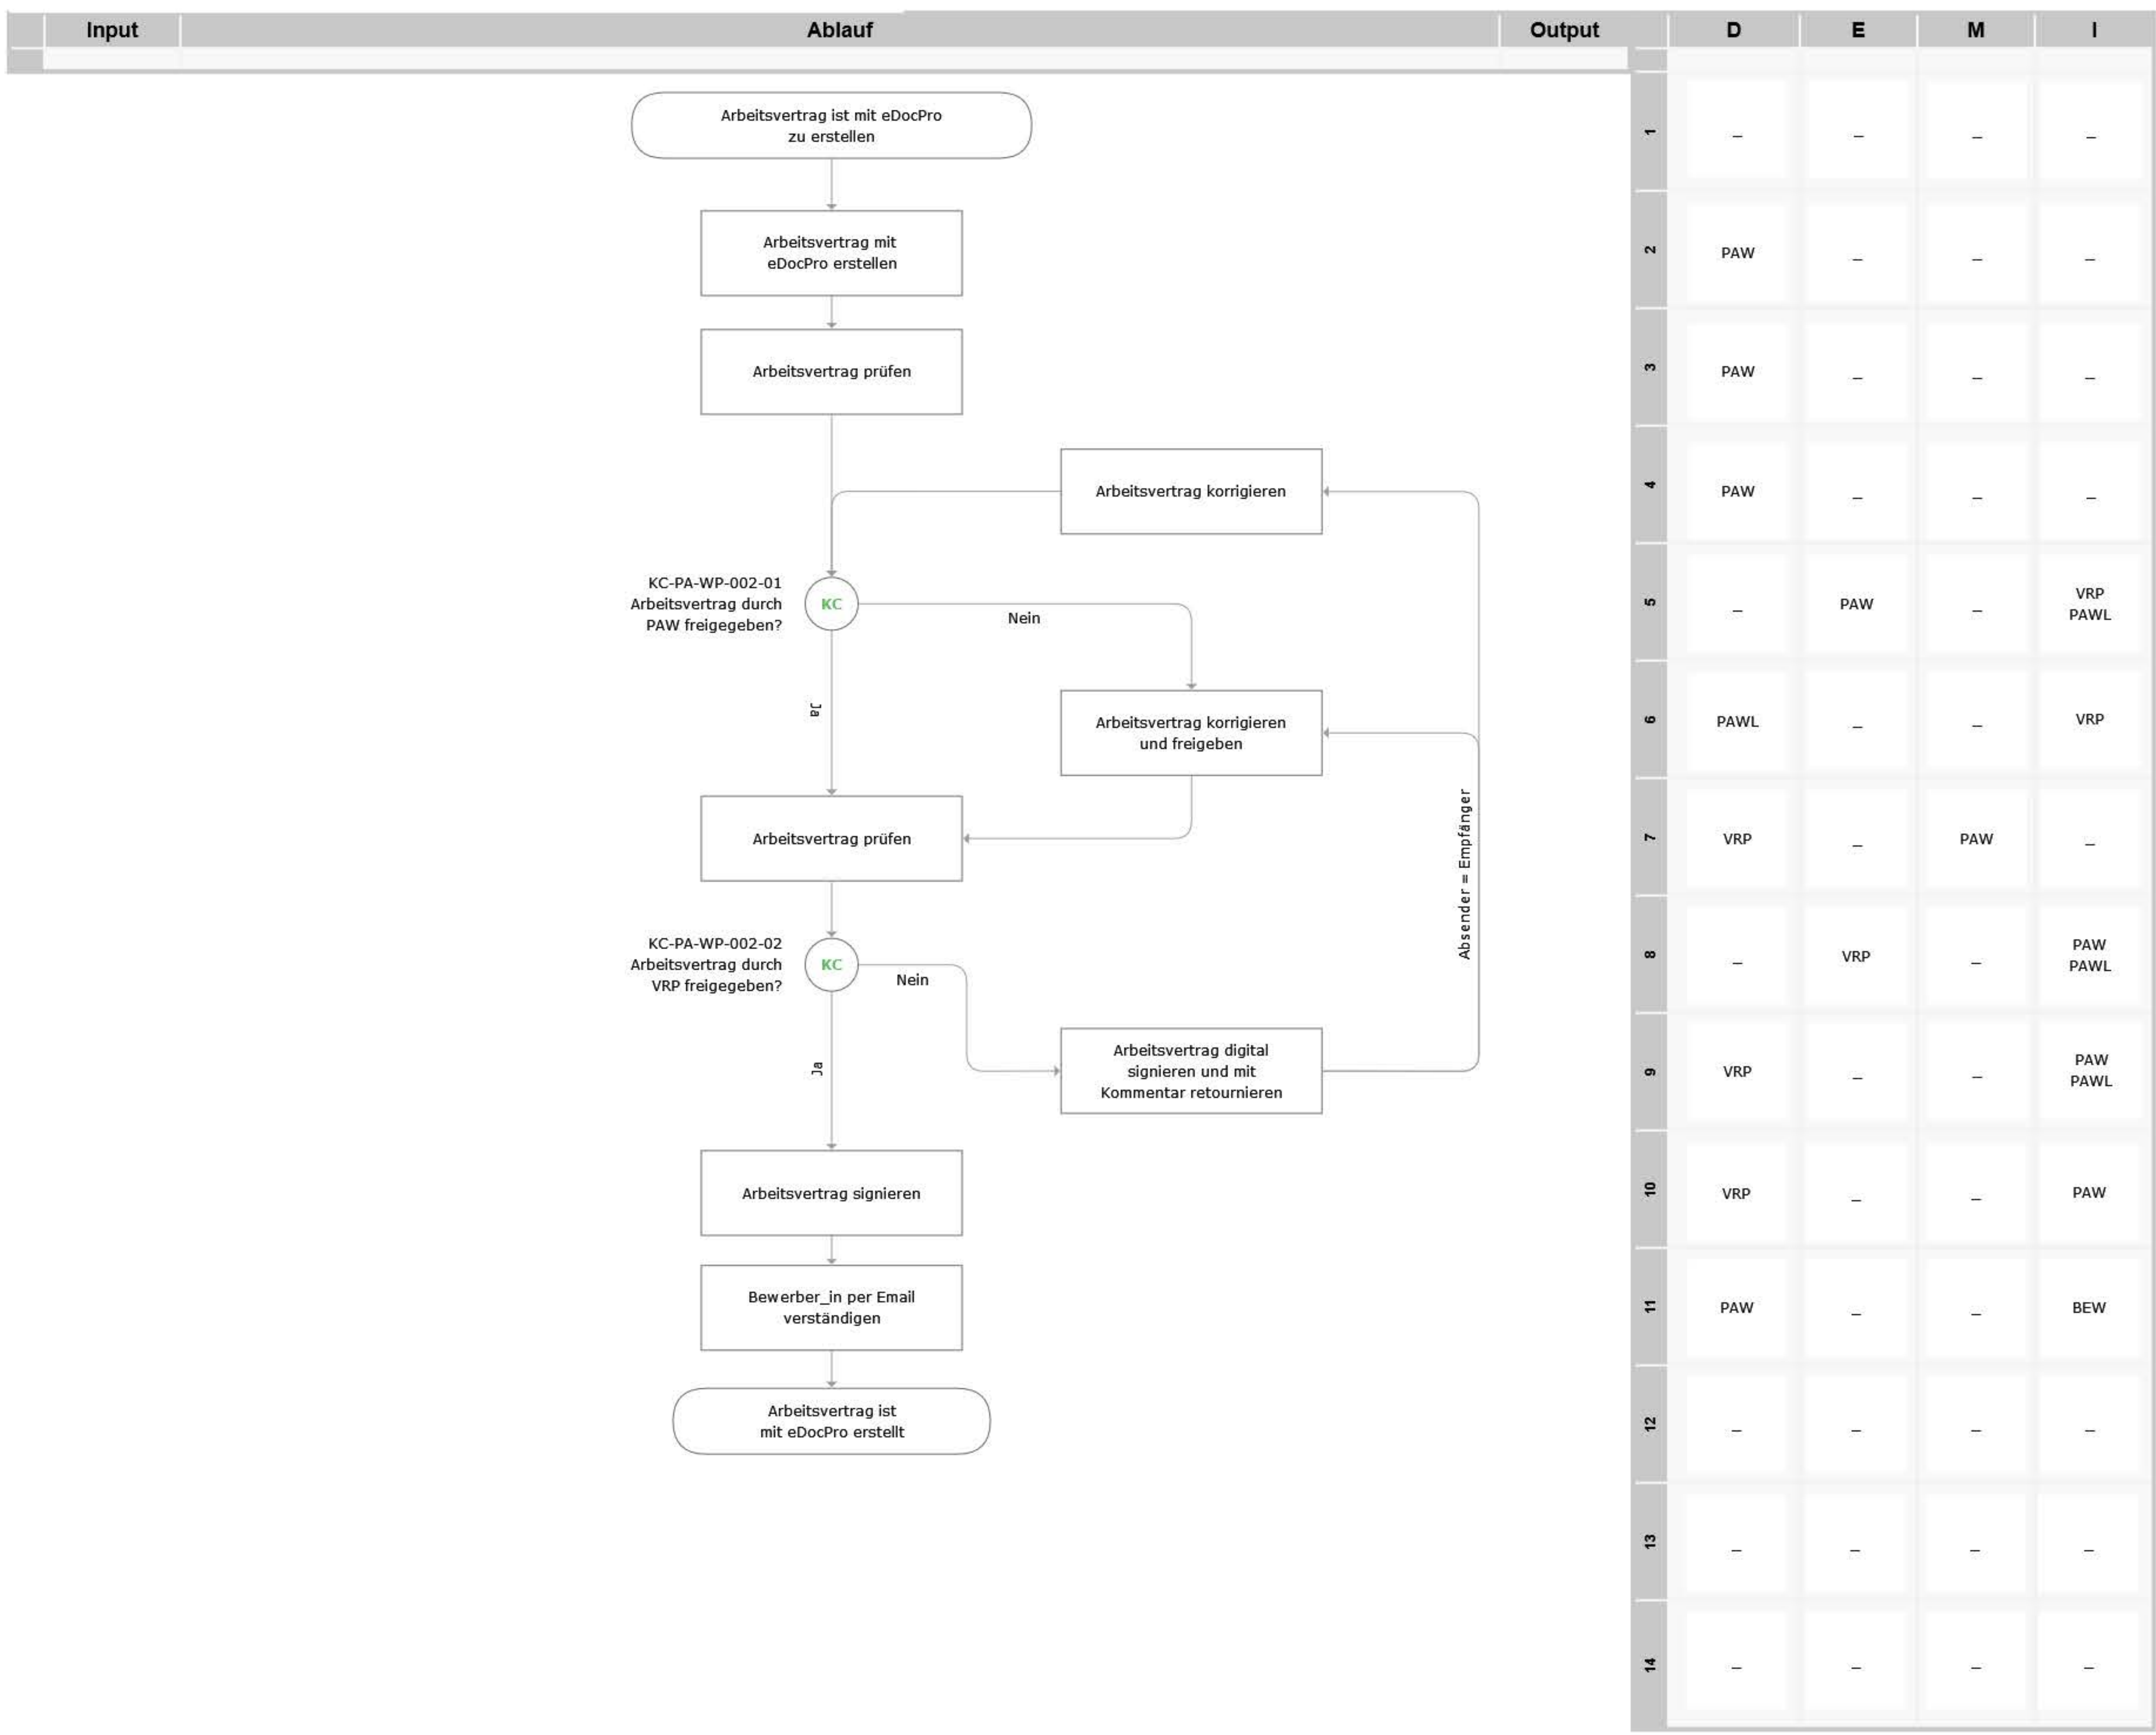 Input Ablauf Output D E M I
Arbeitsvertrag ist mit eDocPro
zu erstellen
1 _ _ _ _
Arbeitsvertrag mit
eDocPro erstellen
2 PAW _ _ _
Arbeitsvertrag prüfen
3 PAW _ _ _
Arbeitsvertrag korrigieren
4 PAW _ _ _
KC-PA-WP-002-01
Arbeitsvertrag durch
PAW freigegeben?
KC
Nein
Ja
5 _ PAW _ VRP
PAWL
Arbeitsvertrag korrigieren
und freigeben
6 PAWL _ _ VRP
Arbeitsvertrag prüfen
Absender = Empfänger
7 VRP _ PAW _
KC-PA-WP-002-02
Arbeitsvertrag durch
VRP freigegeben?
KC
Nein
Ja
8 _ VRP _ PAW
PAWL
Arbeitsvertrag digital
signieren und mit
Kommentar retournieren
9 VRP _ _ PAW
PAWL
Arbeitsvertrag signieren
10 VRP _ _ PAW
Bewerber_in per Email
verständigen
11 PAW _ _ BEW
Arbeitsvertrag ist
mit eDocPro erstellt
12 _ _ _ _
13 _ _ _ _
14 _ _ _ _